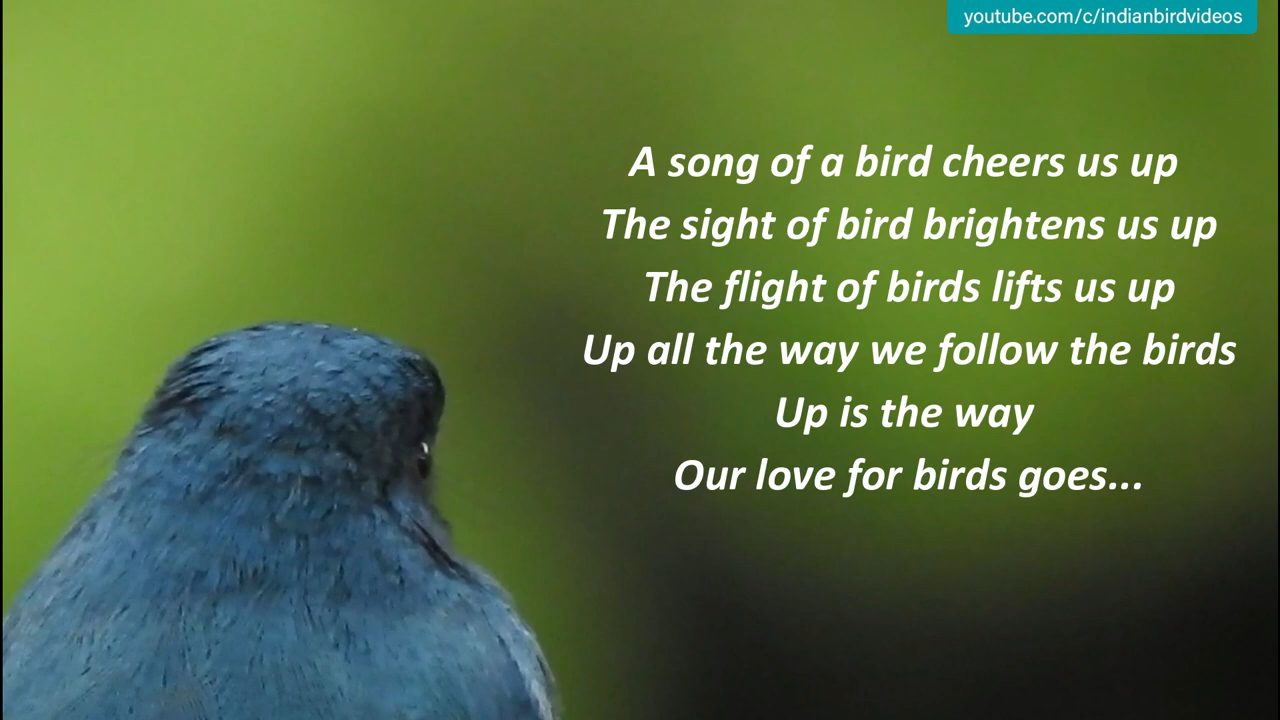 youtube.com/c/indianbirdvideos
A song of a bird cheers us up
The sight of bird brightens us up
The flight of birds lifts us up
Up all the way we follow the birds
Up is the way
Our love for birds goes...